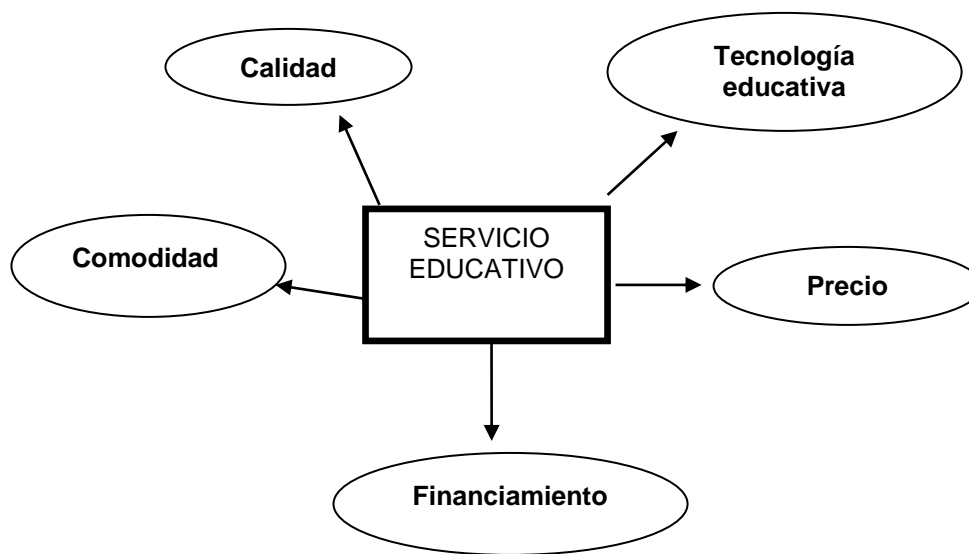 Calidad
Tecnología
educativa
Comodidad
SERVICIO
EDUCATIVO
Precio
Financiamiento